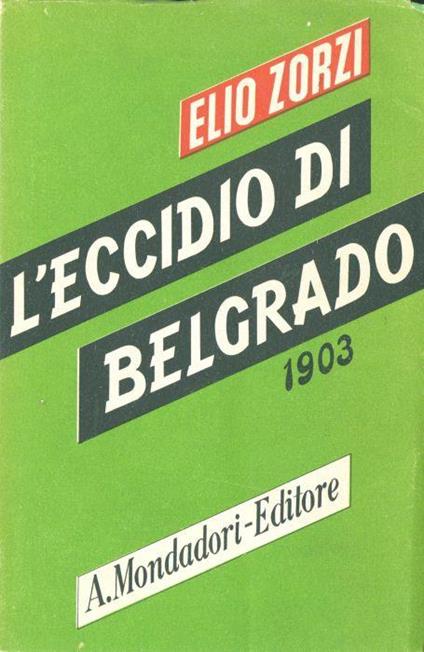 ELIO ZORZI
L'ECCIDIO DI
BELGRADO
1903
A. Mondadori-Editore